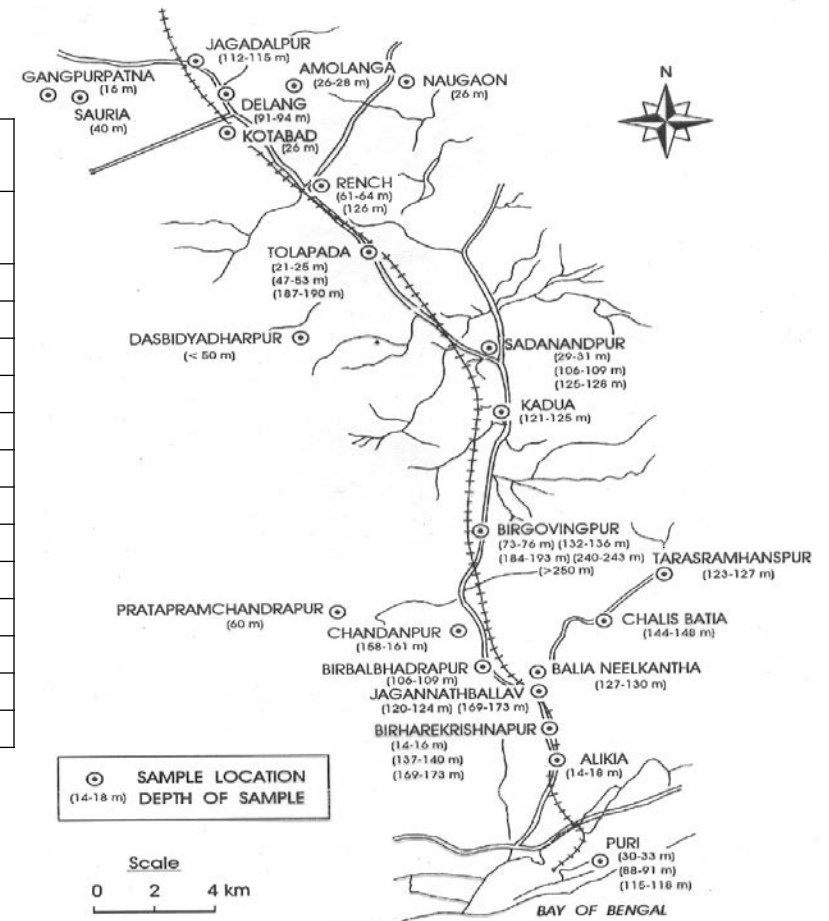 JAGADALPUR
(112-115 m)
GANGPURPATNA
(16 m)
SAURIA
(40 m)
AMOLANGA
(26-28 m)
NAUGAON
(26 m)
N
DELANG
(91-94 m)
KOTABAD
(26 m)
RENCH
(61-64 m)
(126 m)
TOLAPADA
(21-25 m)
(47-53 m)
(187-190 m)
DASBIDYADHARPUR
(< 50 m)
SADANANDPUR
(29-31 m)
(106-109 m)
(125-128 m)
KADUA
(121-125 m)
BIRGOVINGPUR
(73-76 m) (132-136 m)
(184-193 m) (240-243 m)
(>250 m)
TARASRAMHANSPUR
(123-127 m)
PRATAPRAMCHANDRAPUR
(60 m)
CHALIS BATIA
(144-148 m)
CHANDANPUR
(158-161 m)
BIRBALBHADRAPUR
(106-109 m)
BALIA NEELKANTHA
(127-130 m)
JAGANNATHBALLAV
(120-124 m) (169-173 m)
BIRHAREKRISHNAPUR
(14-16 m)
(137-140 m)
(169-173 m)
ALIKIA
(14-18 m)
SAMPLE LOCATION
(14-18 m) DEPTH OF SAMPLE
Scale
0 2 4 km
PURI
(30-33 m)
(88-91 m)
(115-118 m)
BAY OF BENGAL